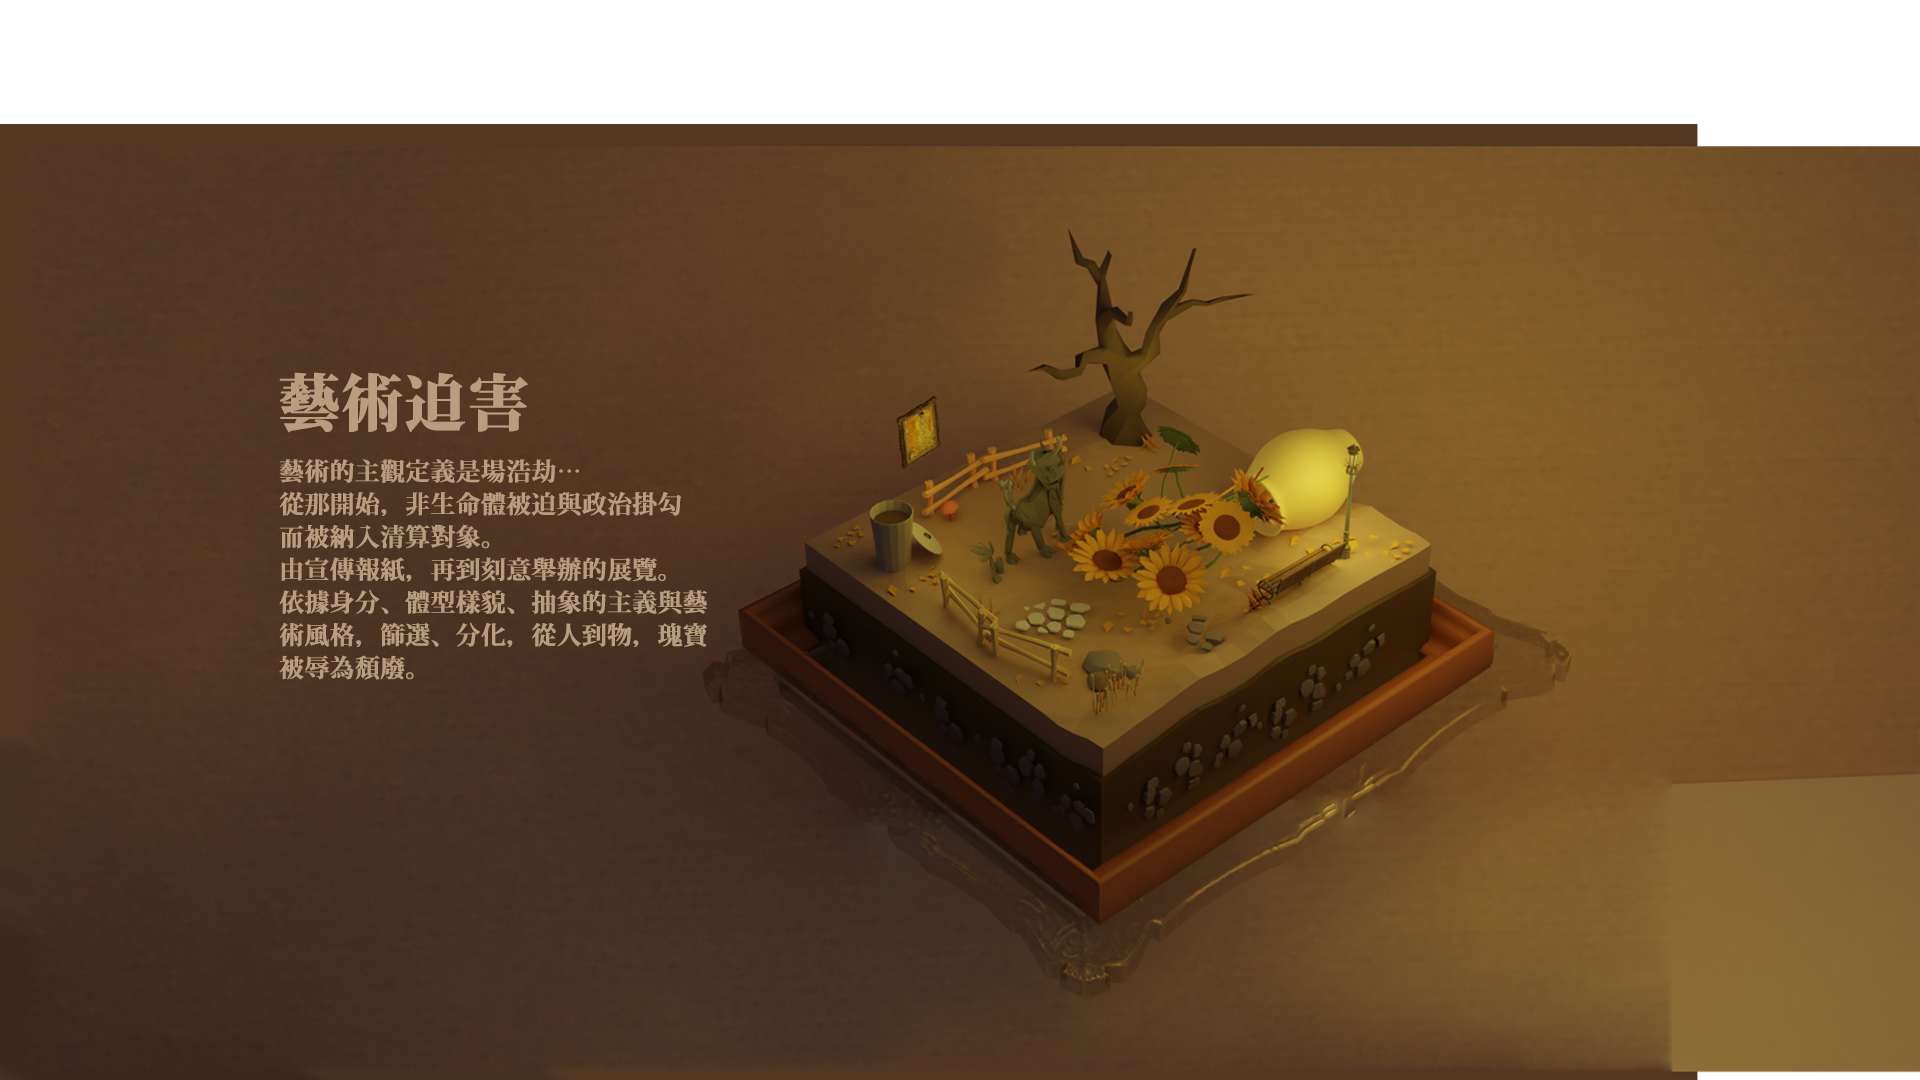 藝術迫害
藝術的主觀定義是場浩劫⋯
從那開始，非生命體被迫與政治掛勾
而被納入清算對象。
由宣傳報紙，再到刻意舉辦的展覽。
依據身分、體型樣貌、抽象的主義與藝
術風格，篩選、分化，從人到物，瑰寶
被辱為頹廢。